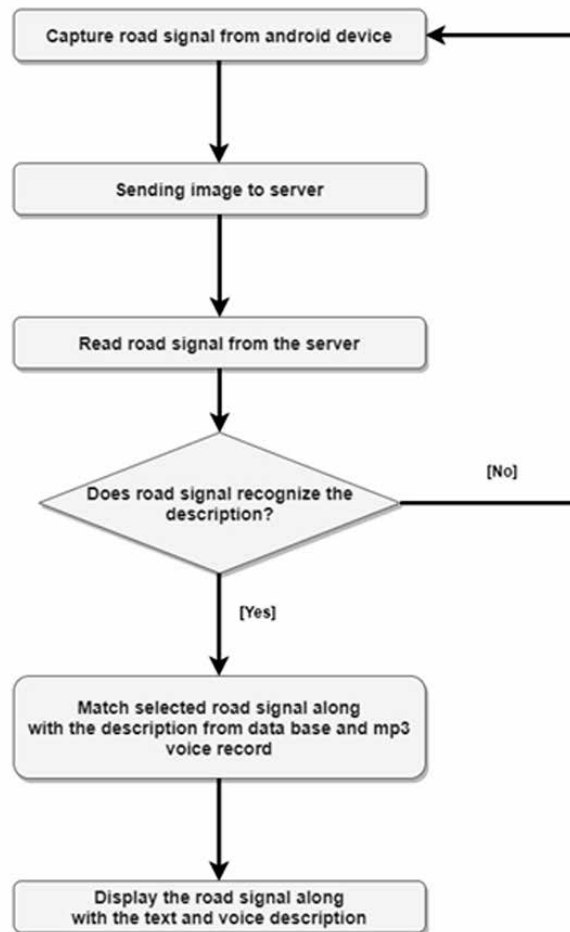 Capture road signal from android device
Sending image to server
Read road signal from the server
Does road signal recognize the
description?
[No]
[Yes]
Match selected road signal along
with the description from data base and mp3
voice record
Display the road signal along
with the text and voice description